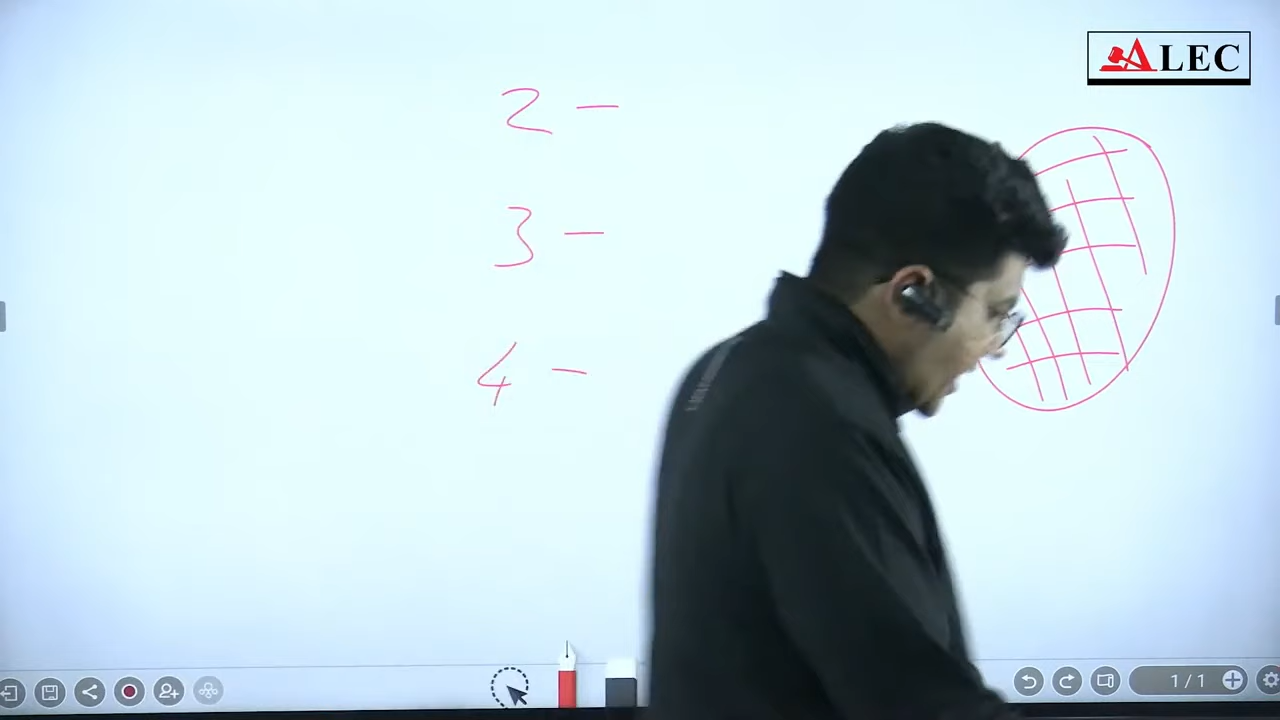 ALEC
2 –
3 –
4 –
1 / 1